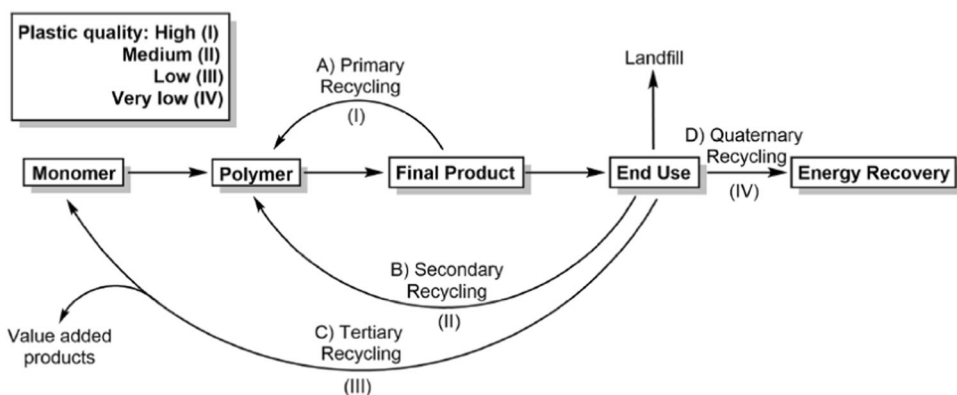 Plastic quality: High (I)
Medium (II)
Low (III)
Very low (IV)
A) Primary
Recycling
(I)
Landfill
D) Quaternary
Recycling
(IV)
Monomer
Polymer
Final Product
End Use
Energy Recovery
B) Secondary
Recycling
(II)
Value added
products
C) Tertiary
Recycling
(III)